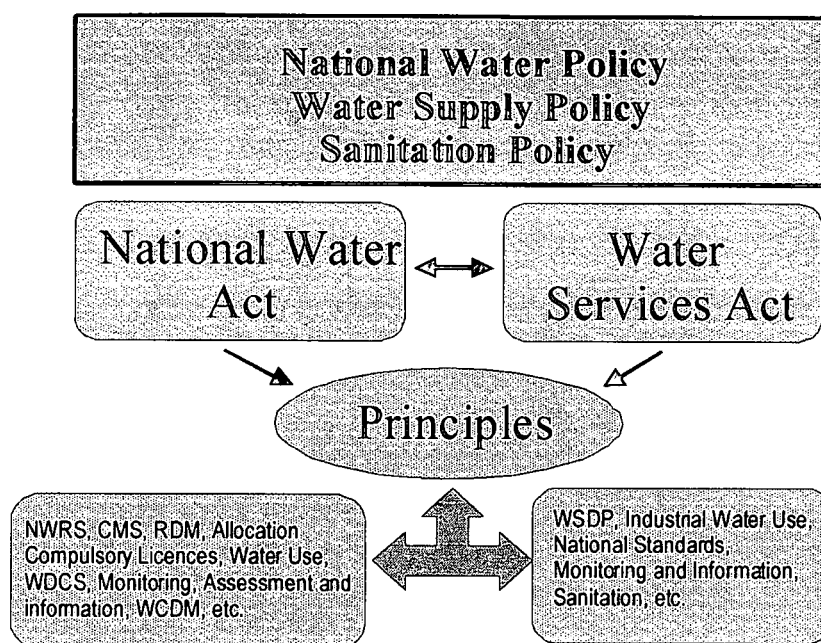 National Water Policy
Water Supply Policy
Sanitation Policy
National Water
Act
Water
Services Act
Principles
NWRS, CMS, RDM, Allocation
Compulsory Licences, Water Use,
WDCS, Monitoring, Assessment and
information, WCDM, etc.
WSDP, Industrial Water Use,
National Standards,
Monitoring and Information,
Sanitation, etc